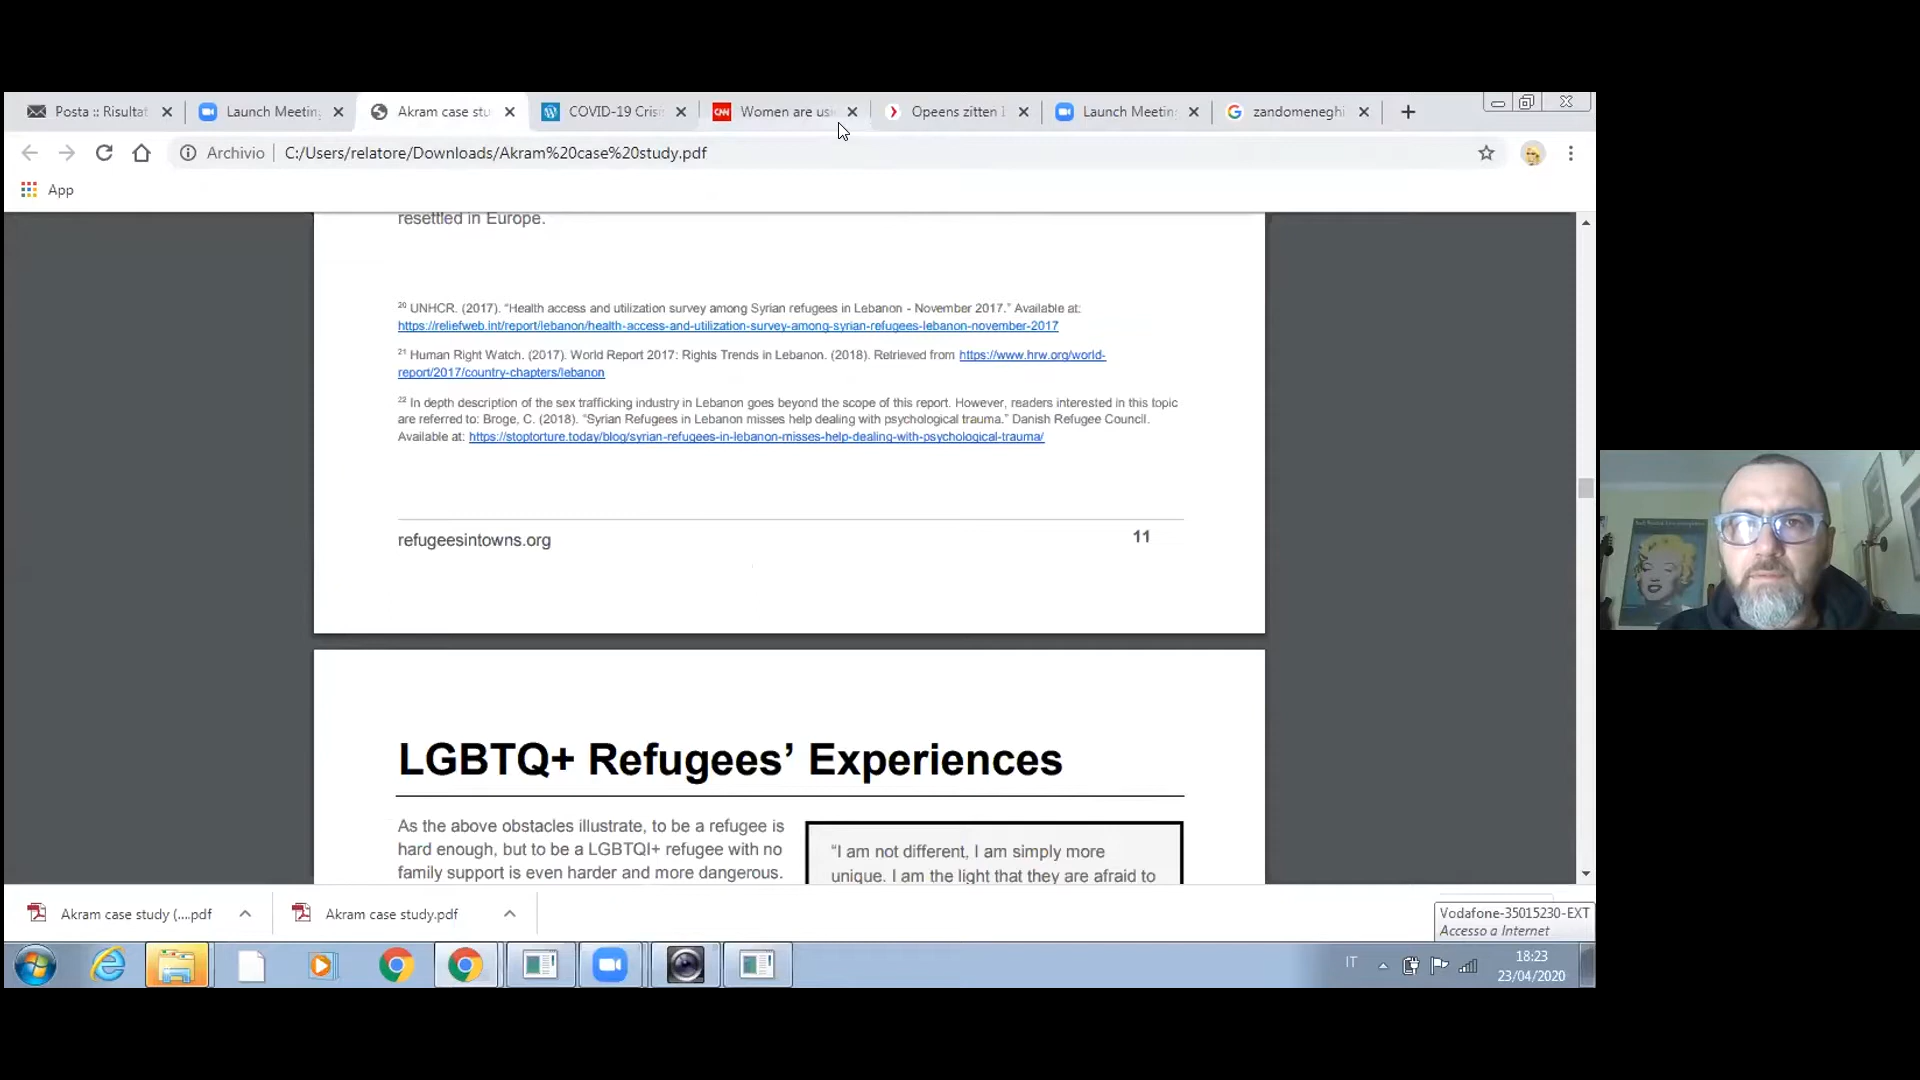 Posta :: Risultat
Launch Meeting
Akram case stu
COVID-19 Cris
CNN
Women are us
Opeens zitten
Launch Meeting
zandomeneghi
Archivio
C:/Users/relatore/Downloads/Akram%20case%20study.pdf
App
resettled in Europe.
20 UNHCR. (2017). “Health access and utilization survey among Syrian refugees in Lebanon - November 2017.” Available at:
https://reliefweb.int/report/lebanon/health-access-and-utilization-survey-among-syrian-refugees-lebanon-november-2017
21 Human Right Watch. (2017). World Report 2017: Rights Trends in Lebanon. (2018). Retrieved from https://www.hrw.org/world-
report/2017/country-chapters/lebanon
22 In depth description of the sex trafficking industry in Lebanon goes beyond the scope of this report. However, readers interested in this topic
are referred to: Broge, C. (2018). “Syrian Refugees in Lebanon misses help dealing with psychological trauma.” Danish Refugee Council.
Available at: https://stoptorture.today/blog/syrian-refugees-in-lebanon-misses-help-dealing-with-psychological-trauma/
refugeesintowns.org
11
LGBTQ+ Refugees’ Experiences
As the above obstacles illustrate, to be a refugee is
hard enough, but to be a LGBTQI+ refugee with no
family support is even harder and more dangerous.
“I am not different, I am simply more
unique. I am the light that they are afraid to
Akram case study (....pdf
Akram case study.pdf
Vodafone-35015230-EXT
Accesso a Internet
IT
18:23
23/04/2020